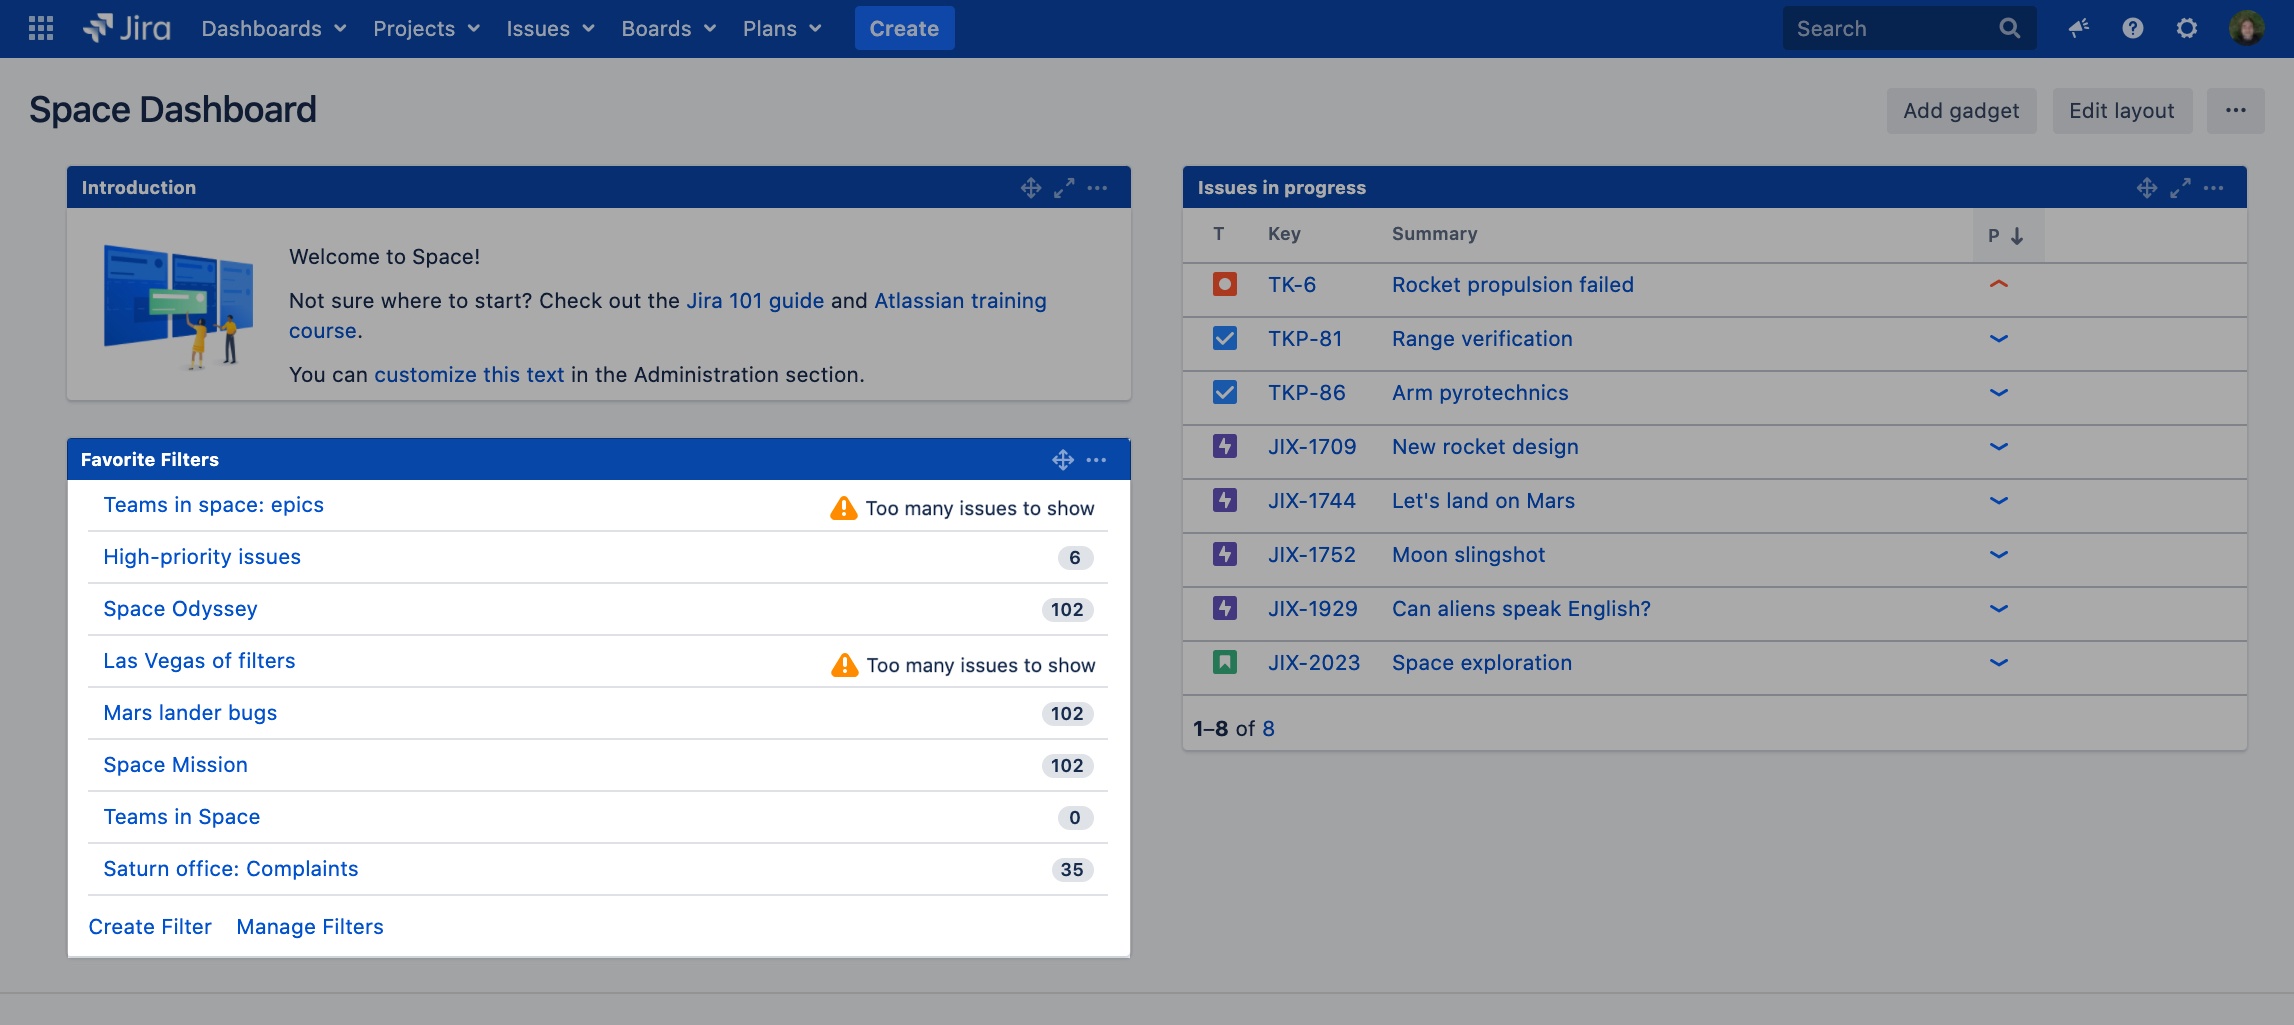 Jira Dashboards Projects Issues Boards Plans Create Search
Space Dashboard
Add gadget Edit layout
Introduction
Welcome to Space!
Not sure where to start? Check out the Jira 101 guide and Atlassian training
course.
You can customize this text in the Administration section.
Favorite Filters
Teams in space: epics Too many issues to show
High-priority issues 6
Space Odyssey 102
Las Vegas of filters Too many issues to show
Mars lander bugs 102
Space Mission 102
Teams in Space 0
Saturn office: Complaints 35
Create Filter Manage Filters
Issues in progress
T Key Summary P
TK-6 Rocket propulsion failed
TKP-81 Range verification
TKP-86 Arm pyrotechnics
JIX-1709 New rocket design
JIX-1744 Let's land on Mars
JIX-1752 Moon slingshot
JIX-1929 Can aliens speak English?
JIX-2023 Space exploration
1–8 of 8